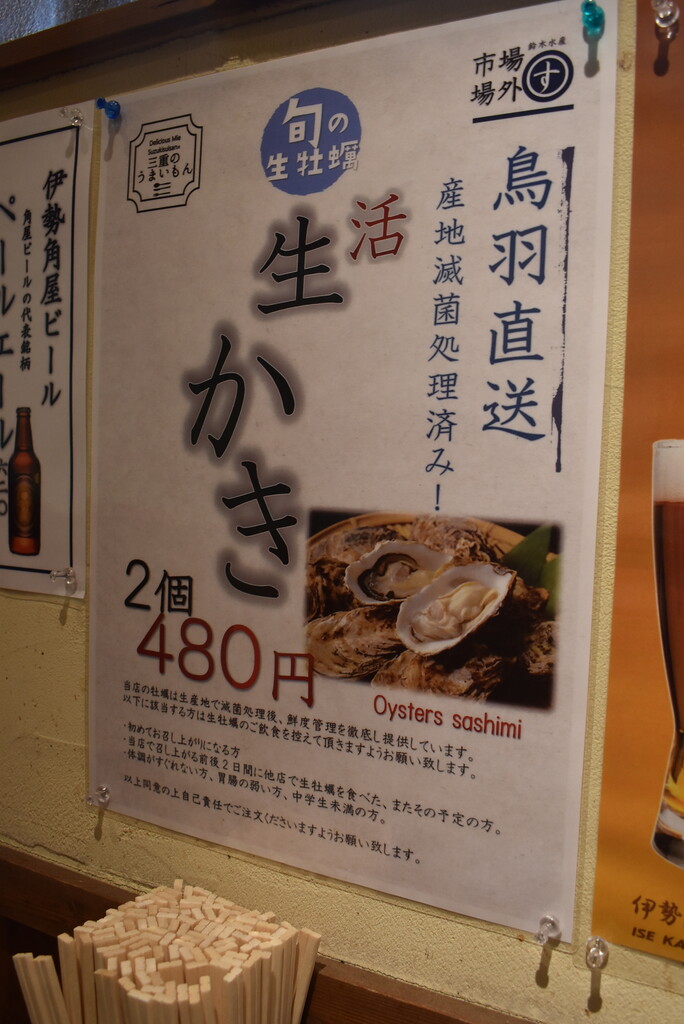 伊勢角屋ビール
角屋ビールの代表銘柄
ペールエール
Delicious Mie
三重の
うまいもん
旬の
生牡蠣
鈴木水産
市場
場外
す
鳥羽直送
産地滅菌処理済み！
活
生かき
2個
480円
Oysters sashimi
当店の牡蠣は生産地で滅菌処理後、鮮度管理を徹底し提供しています。
以下に該当する方は生牡蠣のご飲食を控えて頂きますようお願い致します。
・初めてお召し上がりになる方
・当店で召し上がる前後2日間に他店で生牡蠣を食べた、またその予定の方。
・体調がすぐれない方、胃腸の弱い方、中学生未満の方。
以上同意の上自己責任でご注文くださいますようお願い致します。
伊勢
ISE KA